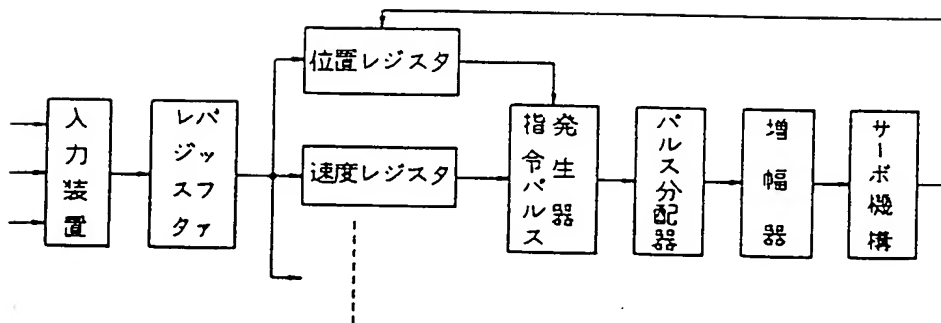 位置レジスタ
入力装置
バッファ
レジスタ
速度レジスタ
発生器
指令パルス
パルス分配器
増幅器
サーボ機構